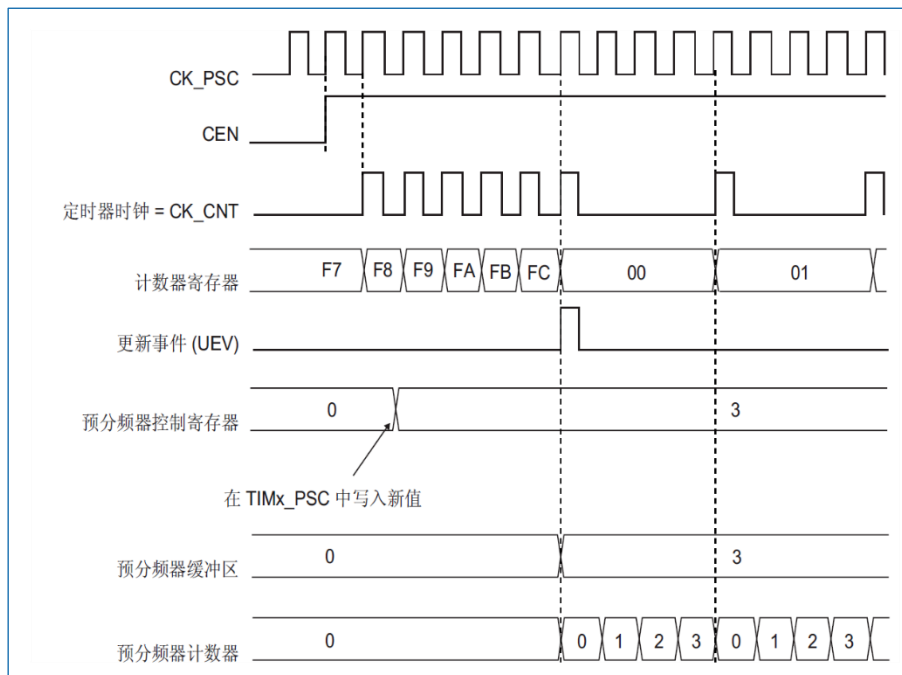 CK_PSC
CEN
定时器时钟 = CK_CNT
计数器寄存器 F7 F8 F9 FA FB FC 00 01
更新事件 (UEV)
预分频器控制寄存器 0 3
在 TIMx_PSC 中写入新值
预分频器缓冲区 0 3
预分频器计数器 0 0 1 2 3 0 1 2 3